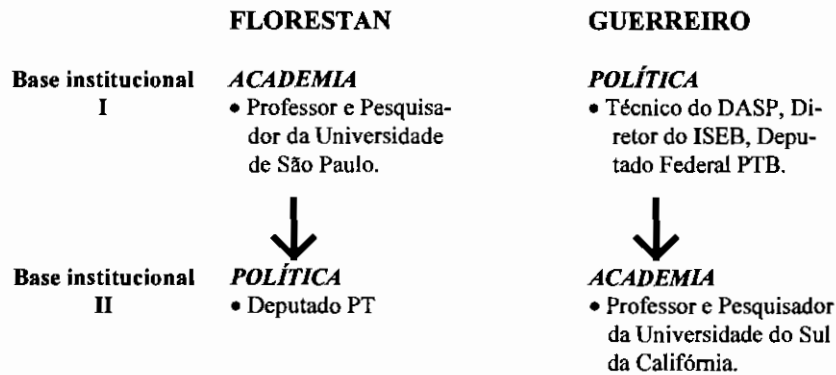 FLORESTAN GUERREIRO
Base institucional ACADEMIA POLÍTICA
I • Professor e Pesquisa- • Técnico do DASP, Di-
dor da Universidade retor do ISEB, Depu-
de São Paulo. tado Federal PTB.
Base institucional POLÍTICA ACADEMIA
II • Deputado PT • Professor e Pesquisador
da Universidade do Sul
da Califórnia.